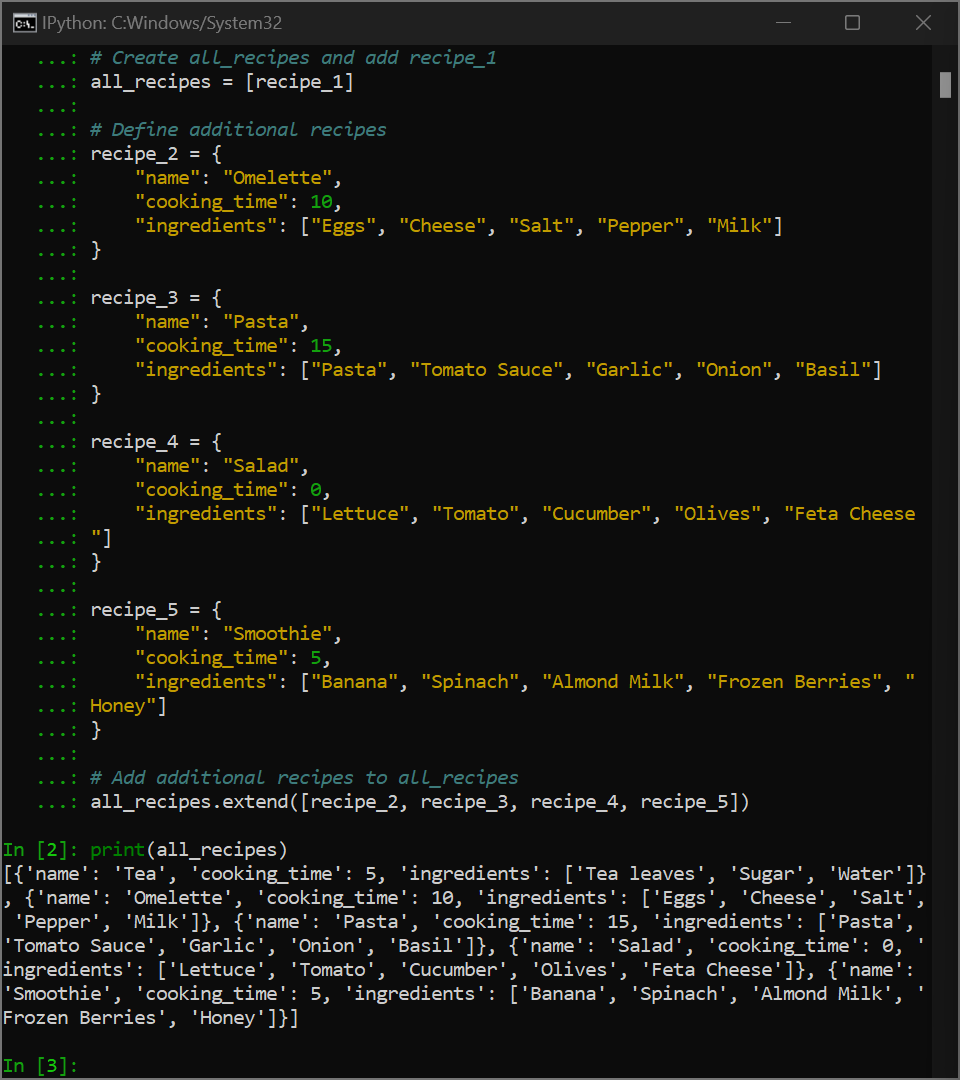 IPython: C:Windows/System32
...: # Create all_recipes and add recipe_1
...: all_recipes = [recipe_1]
...:
...: # Define additional recipes
...: recipe_2 = {
...:     "name": "Omelette",
...:     "cooking_time": 10,
...:     "ingredients": ["Eggs", "Cheese", "Salt", "Pepper", "Milk"]
...: }
...:
...: recipe_3 = {
...:     "name": "Pasta",
...:     "cooking_time": 15,
...:     "ingredients": ["Pasta", "Tomato Sauce", "Garlic", "Onion", "Basil"]
...: }
...:
...: recipe_4 = {
...:     "name": "Salad",
...:     "cooking_time": 0,
...:     "ingredients": ["Lettuce", "Tomato", "Cucumber", "Olives", "Feta Cheese
...: "]
...: }
...:
...: recipe_5 = {
...:     "name": "Smoothie",
...:     "cooking_time": 5,
...:     "ingredients": ["Banana", "Spinach", "Almond Milk", "Frozen Berries", "
...: Honey"]
...: }
...:
...: # Add additional recipes to all_recipes
...: all_recipes.extend([recipe_2, recipe_3, recipe_4, recipe_5])
In [2]: print(all_recipes)
[{'name': 'Tea', 'cooking_time': 5, 'ingredients': ['Tea leaves', 'Sugar', 'Water']}
, {'name': 'Omelette', 'cooking_time': 10, 'ingredients': ['Eggs', 'Cheese', 'Salt',
 'Pepper', 'Milk']}, {'name': 'Pasta', 'cooking_time': 15, 'ingredients': ['Pasta',
'Tomato Sauce', 'Garlic', 'Onion', 'Basil']}, {'name': 'Salad', 'cooking_time': 0, '
ingredients': ['Lettuce', 'Tomato', 'Cucumber', 'Olives', 'Feta Cheese']}, {'name':
'Smoothie', 'cooking_time': 5, 'ingredients': ['Banana', 'Spinach', 'Almond Milk', '
Frozen Berries', 'Honey']}]
In [3]: